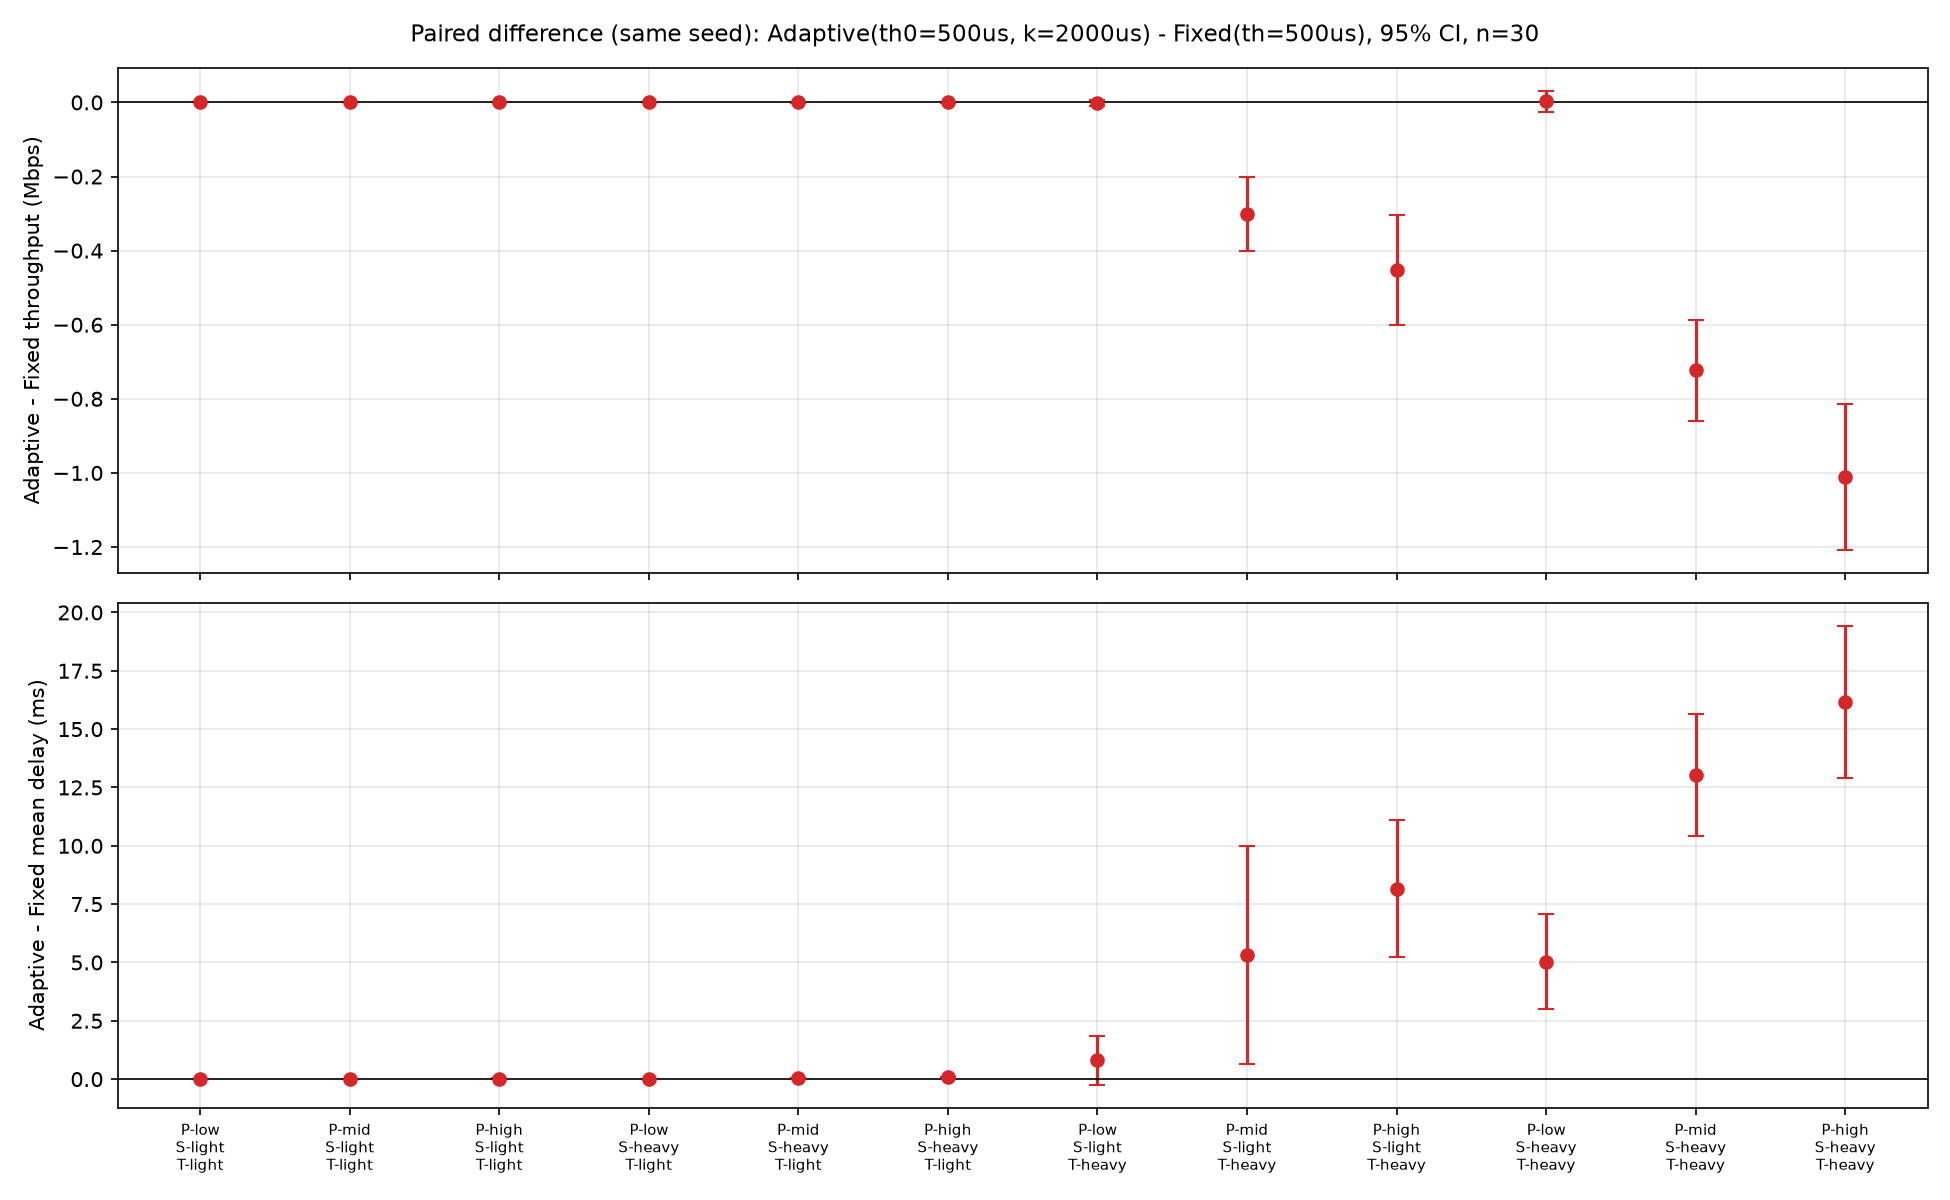 Paired difference (same seed): Adaptive(th0=500us, k=2000us) - Fixed(th=500us), 95% CI, n=30
Adaptive - Fixed throughput (Mbps)
0.0
−0.2
−0.4
−0.6
−0.8
−1.0
−1.2
Adaptive - Fixed mean delay (ms)
20.0
17.5
15.0
12.5
10.0
7.5
5.0
2.5
0.0
P-low
S-light
T-light
P-mid
S-light
T-light
P-high
S-light
T-light
P-low
S-heavy
T-light
P-mid
S-heavy
T-light
P-high
S-heavy
T-light
P-low
S-light
T-heavy
P-mid
S-light
T-heavy
P-high
S-light
T-heavy
P-low
S-heavy
T-heavy
P-mid
S-heavy
T-heavy
P-high
S-heavy
T-heavy